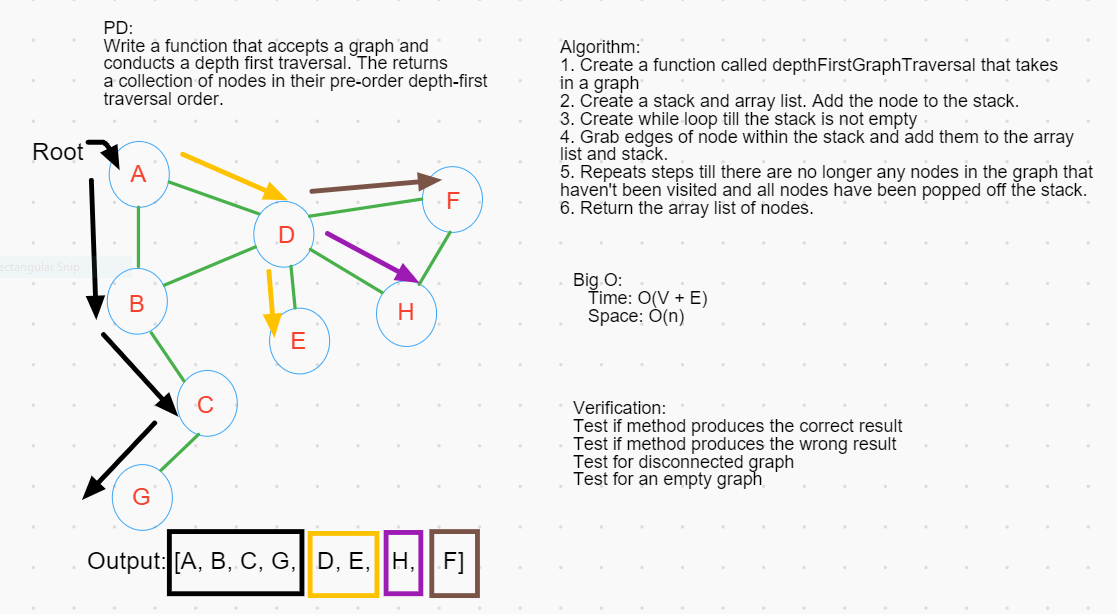 PD:
Write a function that accepts a graph and
conducts a depth first traversal. The returns
a collection of nodes in their pre-order depth-first
traversal order.
Algorithm:
1. Create a function called depthFirstGraphTraversal that takes
in a graph
2. Create a stack and array list. Add the node to the stack.
3. Create while loop till the stack is not empty
4. Grab edges of node within the stack and add them to the array
list and stack.
5. Repeats steps till there are no longer any nodes in the graph that
haven't been visited and all nodes have been popped off the stack.
6. Return the array list of nodes.
Root
A
F
D
ectangular Snip
B
H
E
C
G
Big O:
Time: O(V + E)
Space: O(n)
Verification:
Test if method produces the correct result
Test if method produces the wrong result
Test for disconnected graph
Test for an empty graph
Output: [A, B, C, G, D, E, H, F]